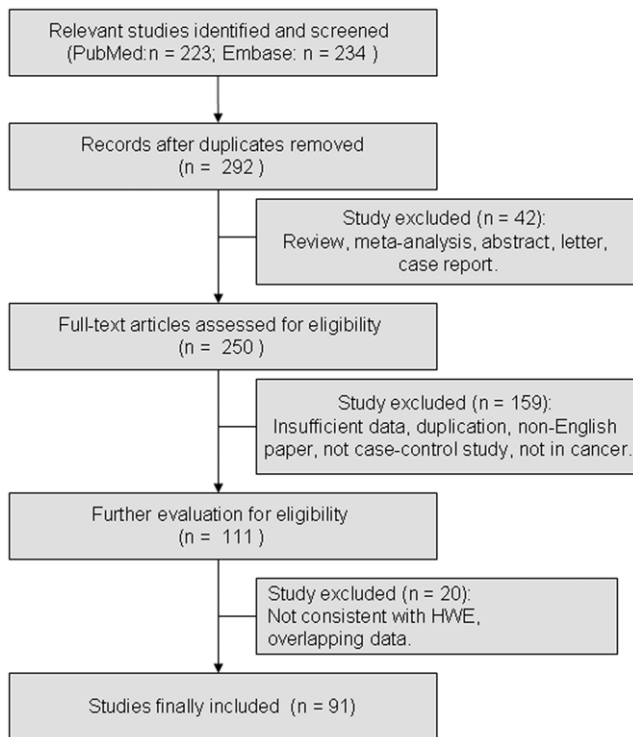 Relevant studies identified and screened
(PubMed:n = 223; Embase: n = 234 )
Records after duplicates removed
(n = 292 )
Study excluded (n = 42):
Review, meta-analysis, abstract, letter,
case report.
Full-text articles assessed for eligibility
(n = 250 )
Study excluded (n = 159):
Insufficient data, duplication, non-English
paper, not case-control study, not in cancer.
Further evaluation for eligibility
(n = 111 )
Study excluded (n = 20):
Not consistent with HWE,
overlapping data.
Studies finally included (n = 91)